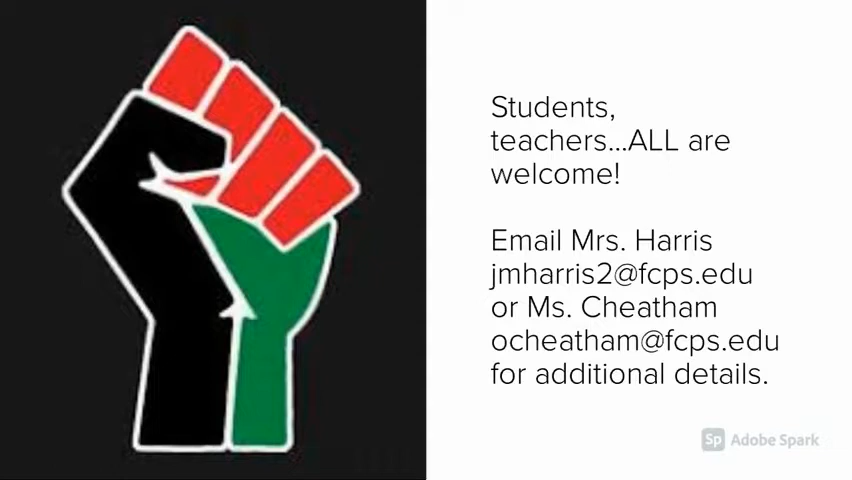 Students,
teachers...ALL are
welcome!
Email Mrs. Harris
jmharris2@fcps.edu
or Ms. Cheatham
ocheatham@fcps.edu
for additional details.
Sp Adobe Spark